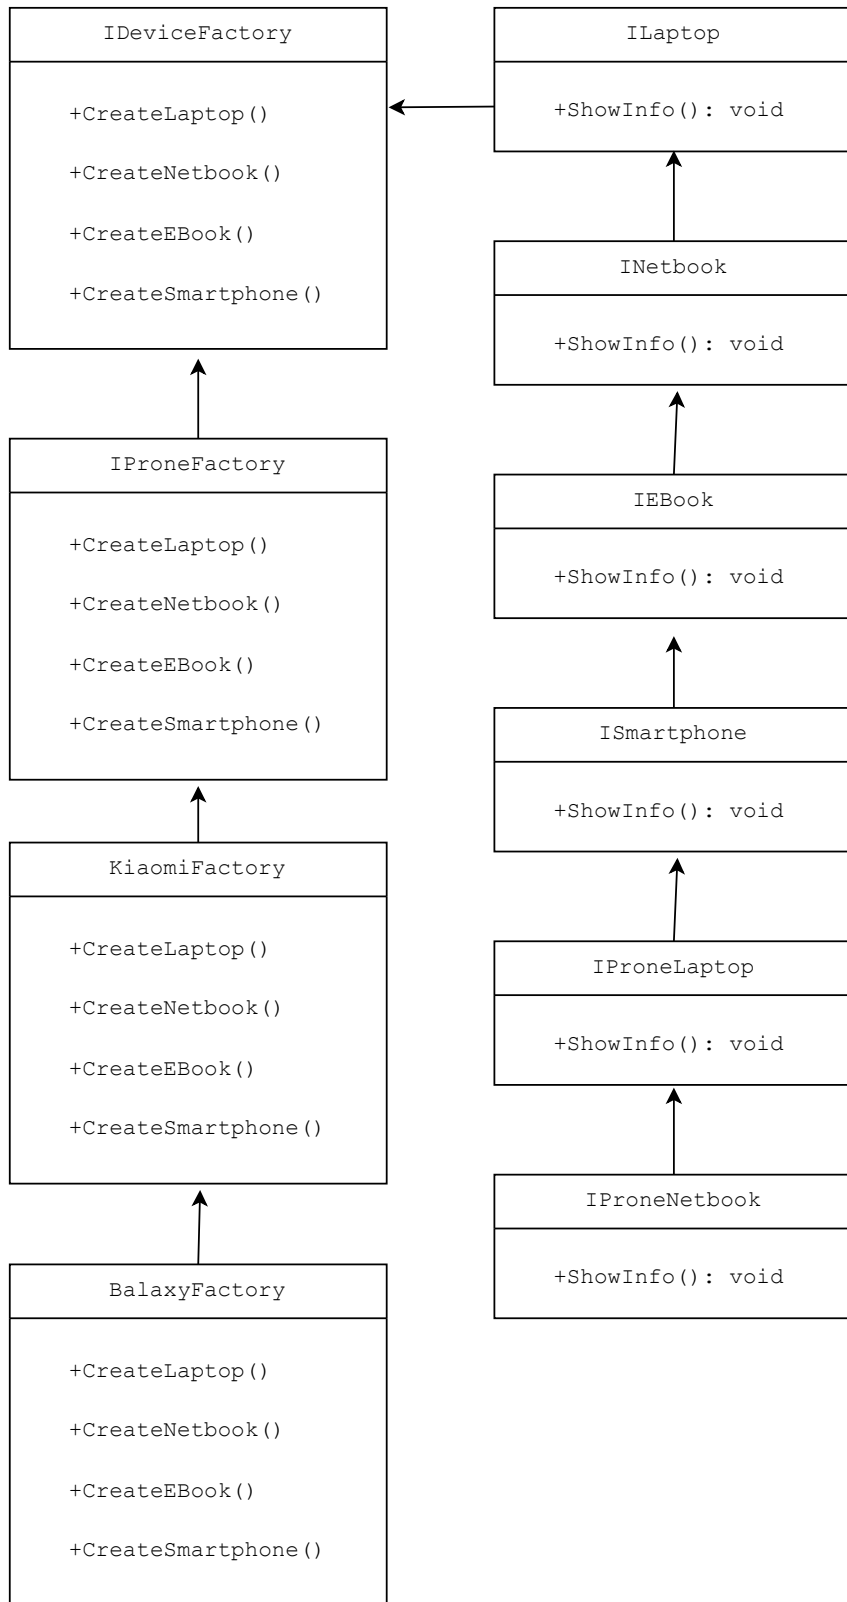 IDeviceFactory
+CreateLaptop()
+CreateNetbook()
+CreateEBook()
+CreateSmartphone()
IProneFactory
+CreateLaptop()
+CreateNetbook()
+CreateEBook()
+CreateSmartphone()
KiaomiFactory
+CreateLaptop()
+CreateNetbook()
+CreateEBook()
+CreateSmartphone()
BalaxyFactory
+CreateLaptop()
+CreateNetbook()
+CreateEBook()
+CreateSmartphone()
ILaptop
+ShowInfo(): void
INetbook
+ShowInfo(): void
IEBook
+ShowInfo(): void
ISmartphone
+ShowInfo(): void
IProneLaptop
+ShowInfo(): void
IProneNetbook
+ShowInfo(): void